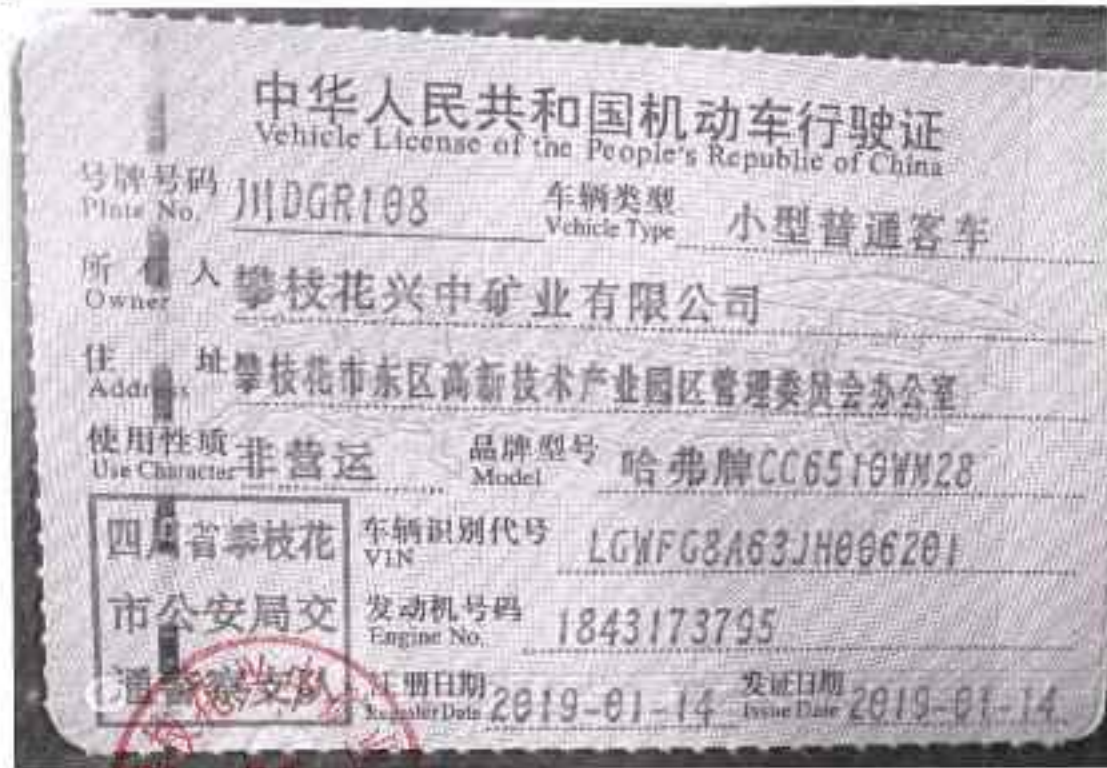 中华人民共和国机动车行驶证
Vehicle License of the People's Republic of China
号牌号码 川DGR108 车辆类型 小型普通客车
Plate No. Vehicle Type
所有人 攀枝花兴中矿业有限公司
Owner
住址 攀枝花市东区高新技术产业园区管理委员会办公室
Address
使用性质 非营运 品牌型号 哈弗牌CC6510WM28
Use Character Model
四川省攀枝花
市公安局交
通警察支队
车辆识别代号 LGWFG8A63JH006201
VIN
发动机号码 1843173795
Engine No.
注册日期 2019-01-14 发证日期 2019-01-14
Register Date Issue Date